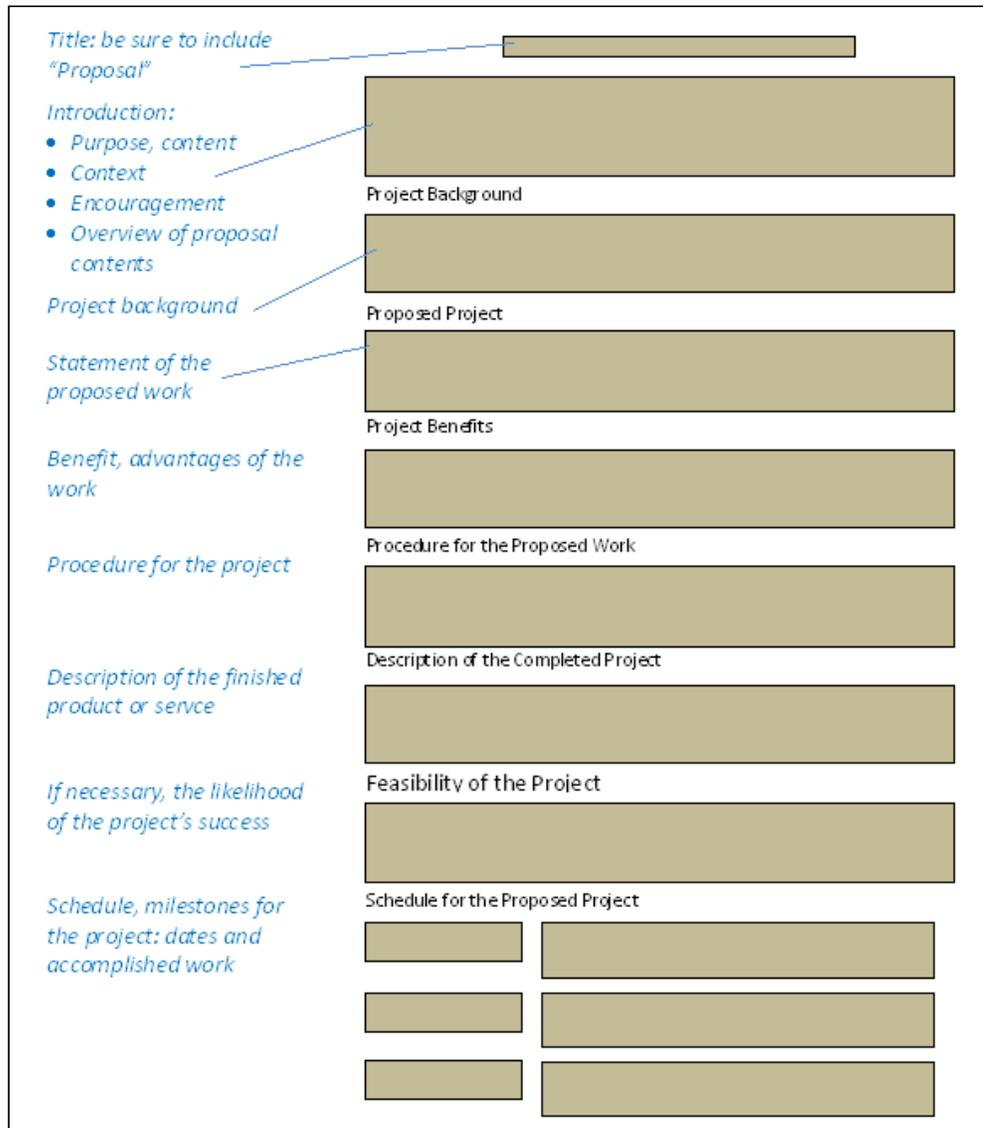 Title: be sure to include
“Proposal”
Introduction:
• Purpose, content
• Context
• Encouragement
• Overview of proposal
contents
Project Background
Project background
Proposed Project
Statement of the
proposed work
Project Benefits
Benefit, advantages of the
work
Procedure for the Proposed Work
Procedure for the project
Description of the Completed Project
Description of the finished
product or servce
Feasibility of the Project
If necessary, the likelihood
of the project’s success
Schedule for the Proposed Project
Schedule, milestones for
the project: dates and
accomplished work